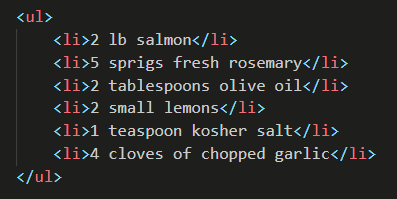 <ul>
<li>2 lb salmon</li>
<li>5 sprigs fresh rosemary</li>
<li>2 tablespoons olive oil</li>
<li>2 small lemons</li>
<li>1 teaspoon kosher salt</li>
<li>4 cloves of chopped garlic</li>
</ul>